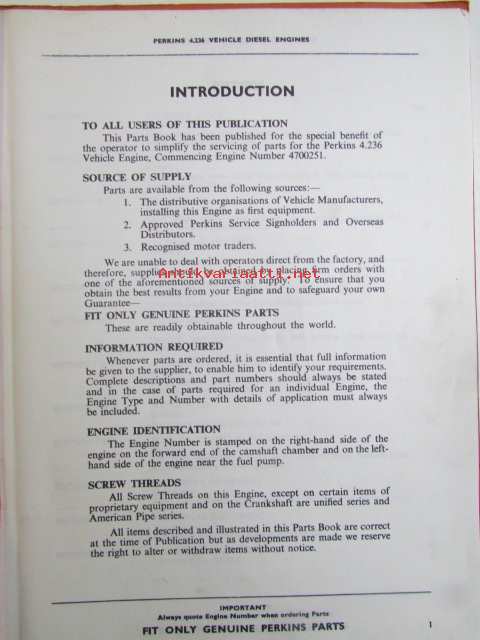 PERKINS 4.236 VEHICLE DIESEL ENGINES
INTRODUCTION
TO ALL USERS OF THIS PUBLICATION
This Parts Book has been published for the special benefit of
the operator to simplify the servicing of parts for the Perkins 4.236
Vehicle Engine, Commencing Engine Number 4700251.
SOURCE OF SUPPLY
Parts are available from the following sources:—
1. The distributive organisations of Vehicle Manufacturers,
installing this Engine as first equipment.
2. Approved Perkins Service Signholders and Overseas
Distributors.
3. Recognised motor traders.
We are unable to deal with operators direct from the factory, and
therefore, supplies should be obtained by placing firm orders with
one of the aforementioned sources of supply. To ensure that you
obtain the best results from your Engine and to safeguard your own
Guarantee—
Antikvariaatti.net
FIT ONLY GENUINE PERKINS PARTS
These are readily obtainable throughout the world.
INFORMATION REQUIRED
Whenever parts are ordered, it is essential that full information
be given to the supplier, to enable him to identify your requirements.
Complete descriptions and part numbers should always be stated
and in the case of parts required for an individual Engine, the
Engine Type and Number with details of application must always
be included.
ENGINE IDENTIFICATION
The Engine Number is stamped on the right-hand side of the
engine on the forward end of the camshaft chamber and on the left-
hand side of the engine near the fuel pump.
SCREW THREADS
All Screw Threads on this Engine, except on certain items of
proprietary equipment and on the Crankshaft are unified series and
American Pipe series.
All items described and illustrated in this Parts Book are correct
at the time of Publication but as developments are made we reserve
the right to alter or withdraw items without notice.
IMPORTANT
Always quote Engine Number when ordering Parts
FIT ONLY GENUINE PERKINS PARTS
1